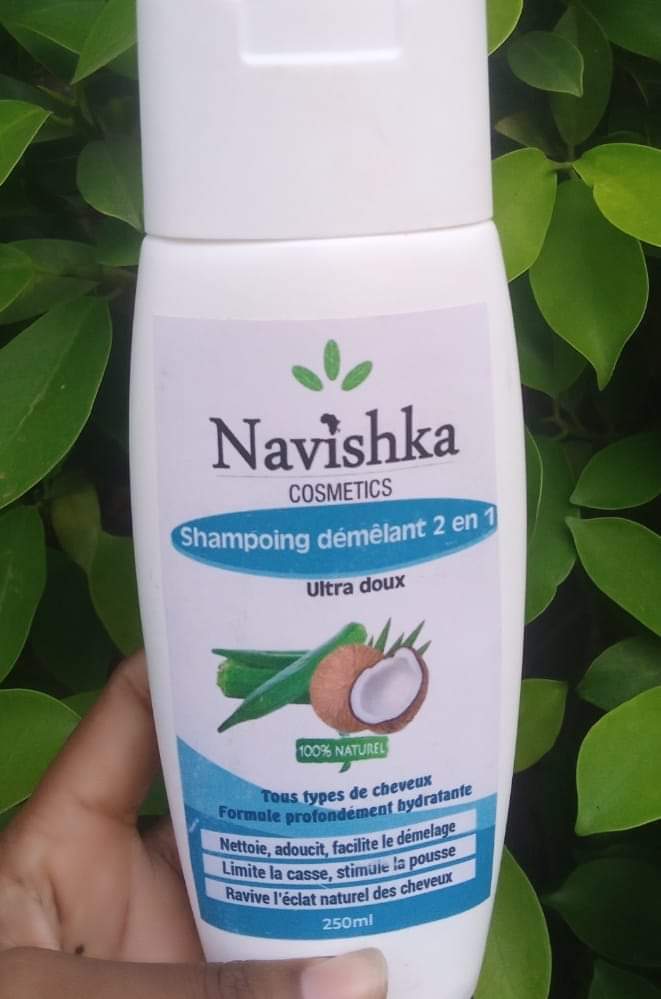 Navishka
COSMETICS
Shampoing démêlant 2 en 1
Ultra doux
100% NATUREL
Tous types de cheveux
Formule profondément hydratante
Nettoie, adoucit, facilite le démelage
Limite la casse, stimule la pousse
Ravive l'éclat naturel des cheveux
250ml